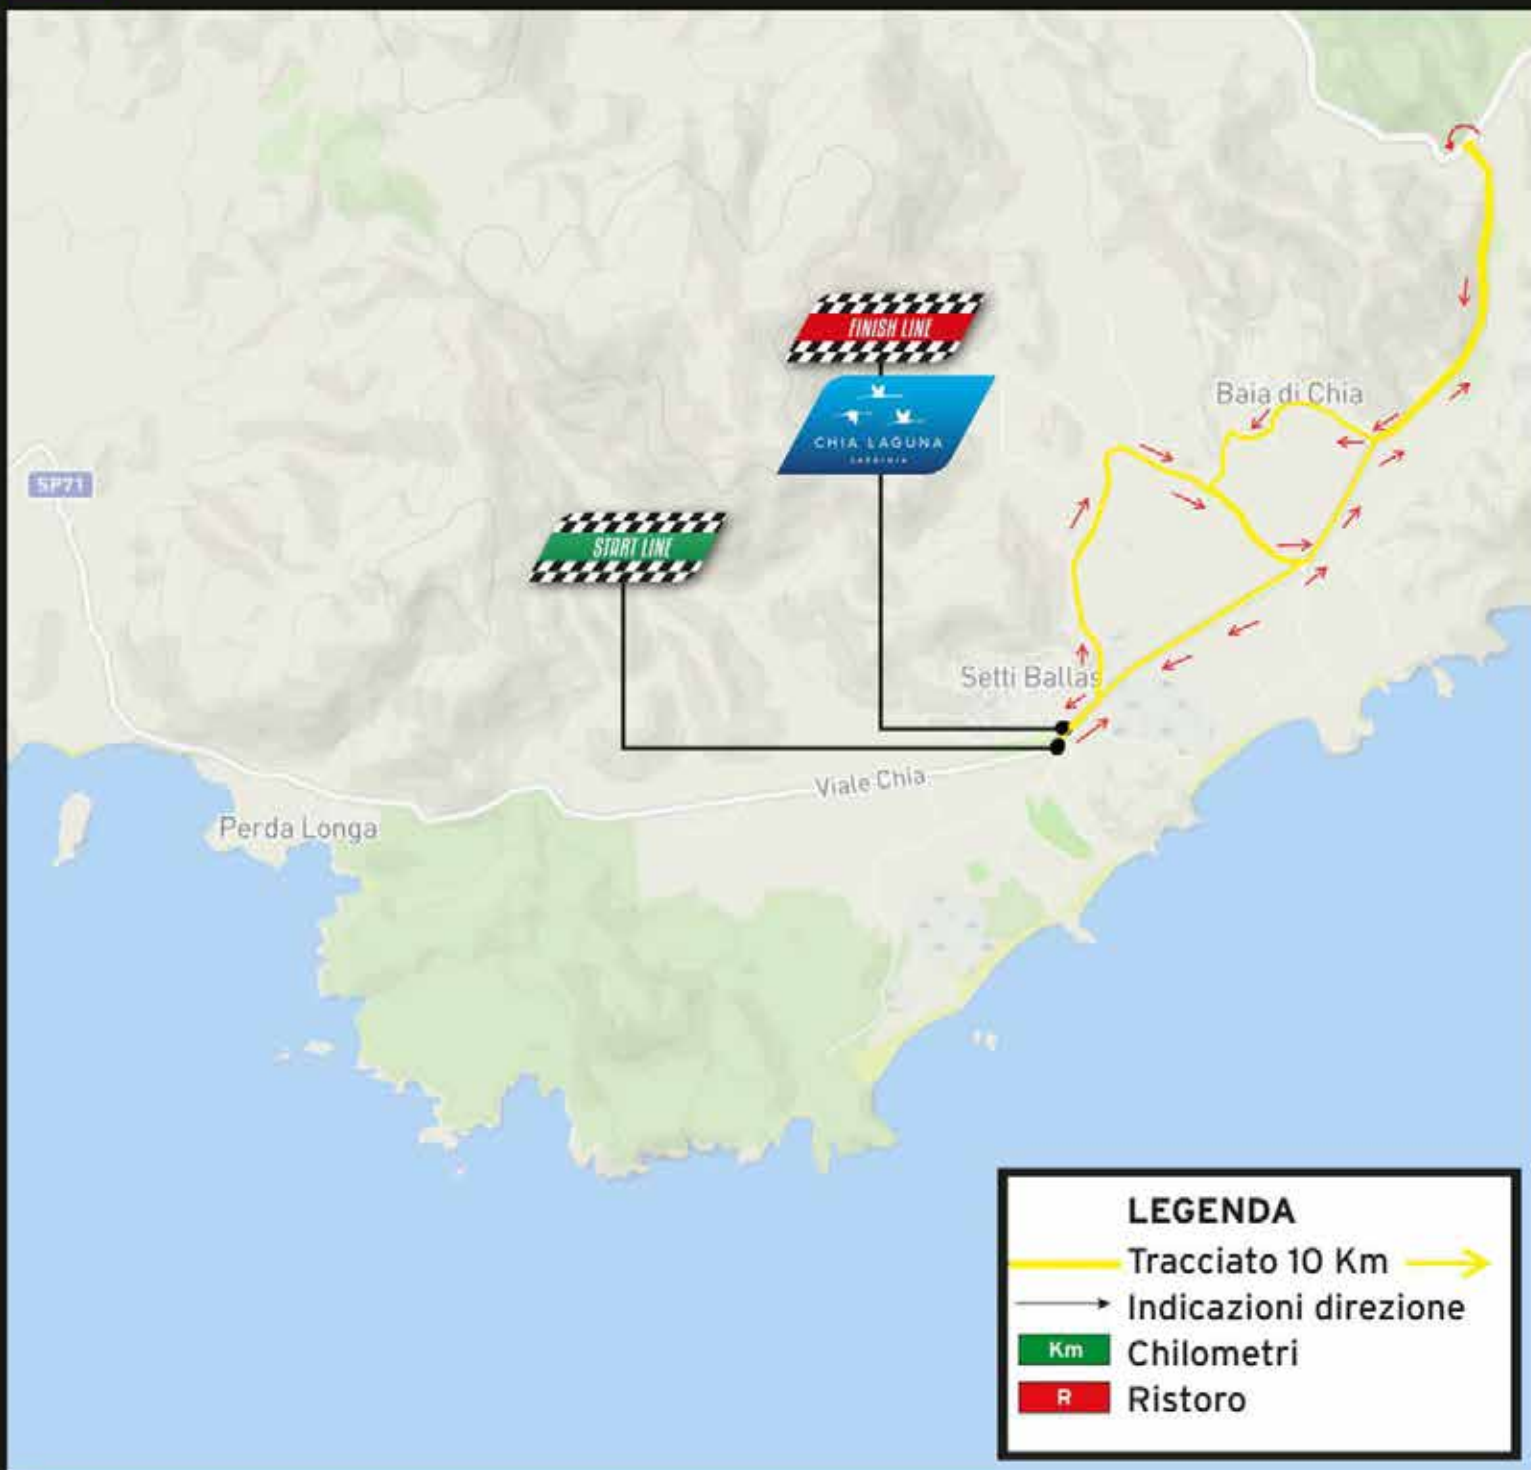 FINISH LINE
Baia di Chia
CHIA LAGUNA
SARDINIA
SP71
START LINE
Setti Ballas
Viale Chia
Perda Longa
LEGENDA
Tracciato 10 Km
Indicazioni direzione
Km Chilometri
R Ristoro